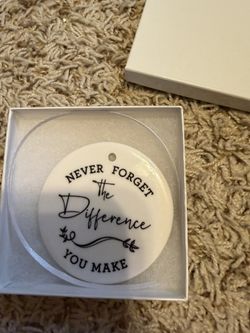 NEVER FORGET
the
Difference
YOU MAKE